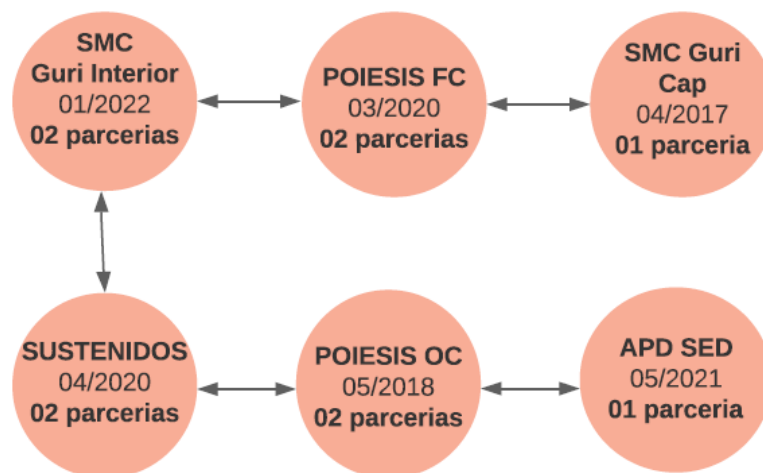 SMC
Guri Interior
01/2022
02 parcerias
POIESIS FC
03/2020
02 parcerias
SMC Guri
Cap
04/2017
01 parceria
SUSTENIDOS
04/2020
02 parcerias
POIESIS OC
05/2018
02 parcerias
APD SED
05/2021
01 parceria